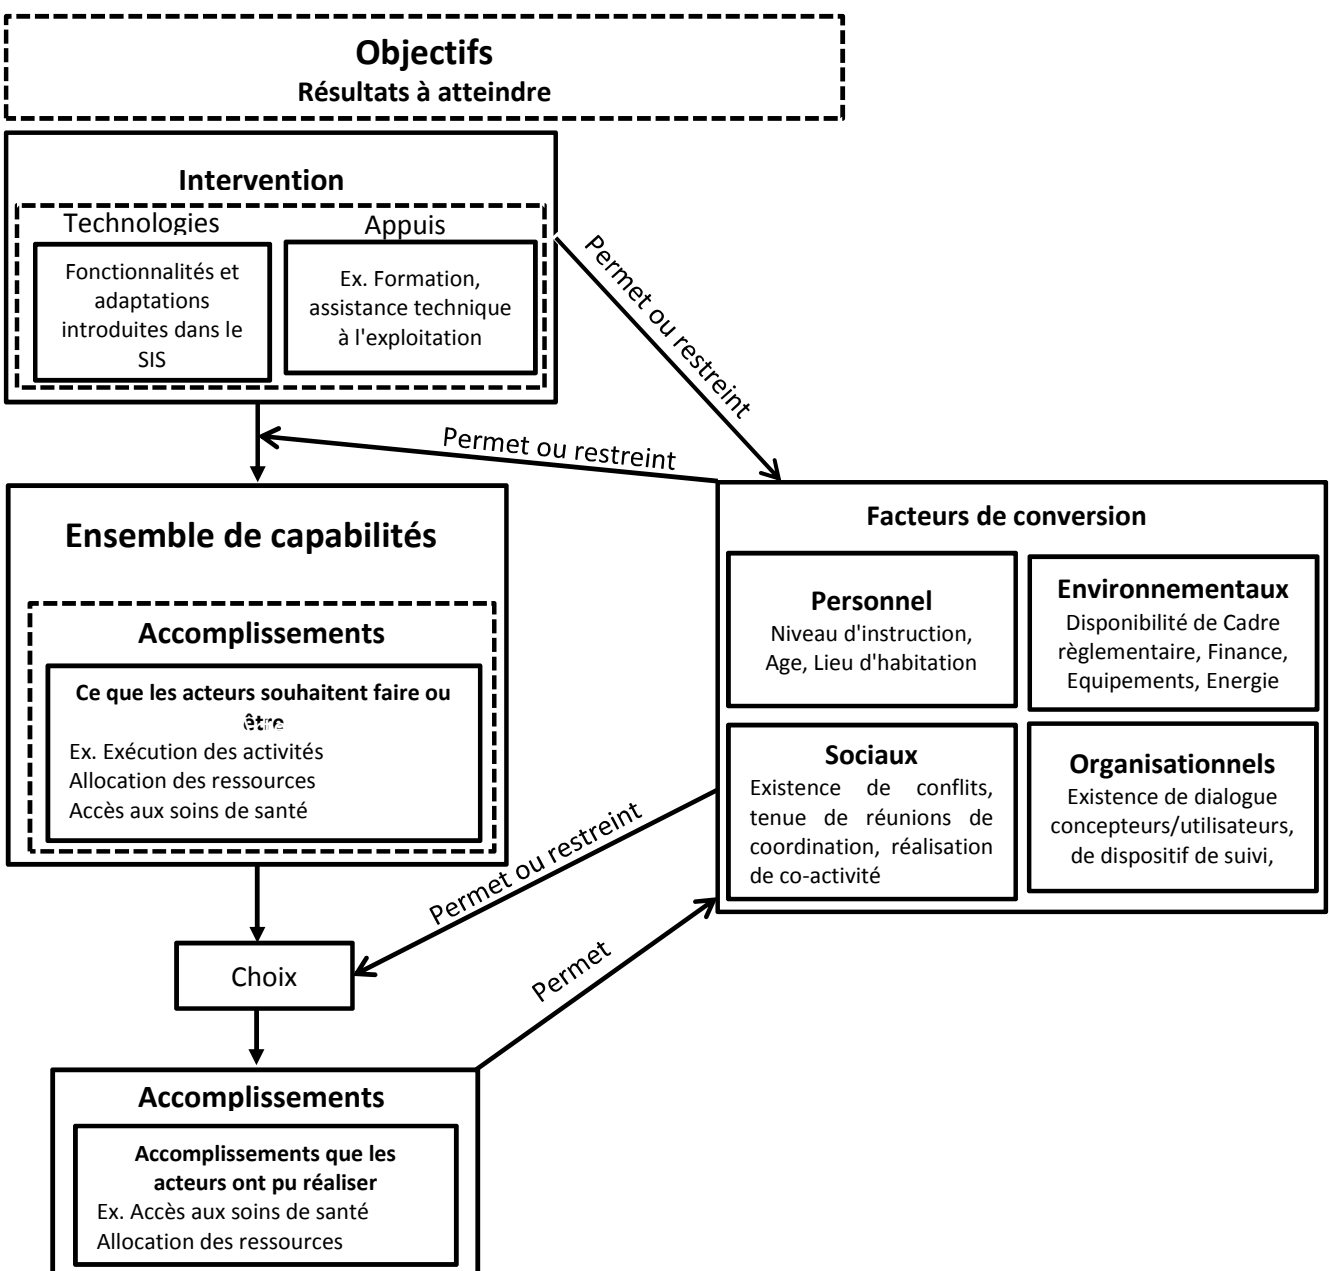 Objectifs
Résultats à atteindre
Intervention
Technologies
Appuis
Fonctionnalités et
adaptations
introduites dans le
SIS
Ex. Formation,
assistance technique
à l'exploitation
Permet ou restreint
Permet ou restreint
Ensemble de capabilités
Accomplissements
Ce que les acteurs souhaitent faire ou
être
Ex. Exécution des activités
Allocation des ressources
Accès aux soins de santé
Facteurs de conversion
Personnel
Niveau d'instruction,
Age, Lieu d'habitation
Environnementaux
Disponibilité de Cadre
règlementaire, Finance,
Equipements, Energie
Sociaux
Existence de conflits,
tenue de réunions de
coordination, réalisation
de co-activité
Organisationnels
Existence de dialogue
concepteurs/utilisateurs,
de dispositif de suivi,
Permet ou restreint
Choix
Permet
Accomplissements
Accomplissements que les
acteurs ont pu réaliser
Ex. Accès aux soins de santé
Allocation des ressources